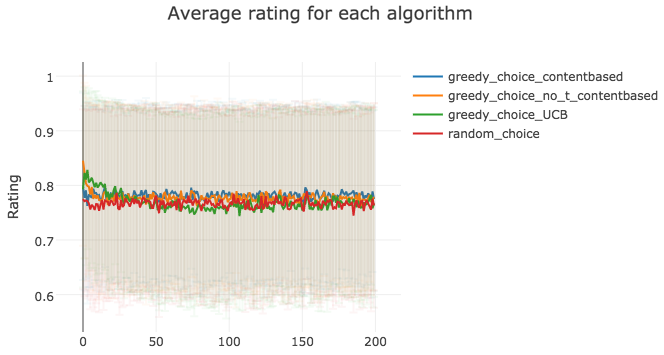 Average rating for each algorithm
1
0.9
0.8
0.7
0.6
Rating
0
50
100
150
200
greedy_choice_contentbased
greedy_choice_no_t_contentbased
greedy_choice_UCB
random_choice